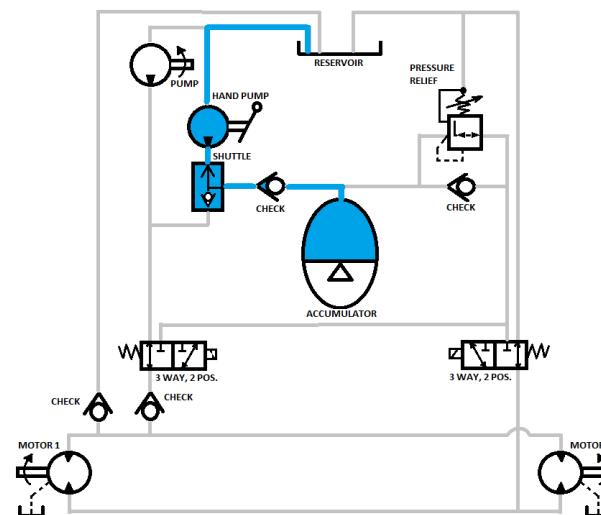 RESERVOIR
PRESSURE
RELIEF
PUMP
HAND PUMP
SHUTTLE
CHECK
CHECK
ACCUMULATOR
3 WAY, 2 POS.
3 WAY, 2 POS.
CHECK
CHECK
MOTOR 1
MOTOR